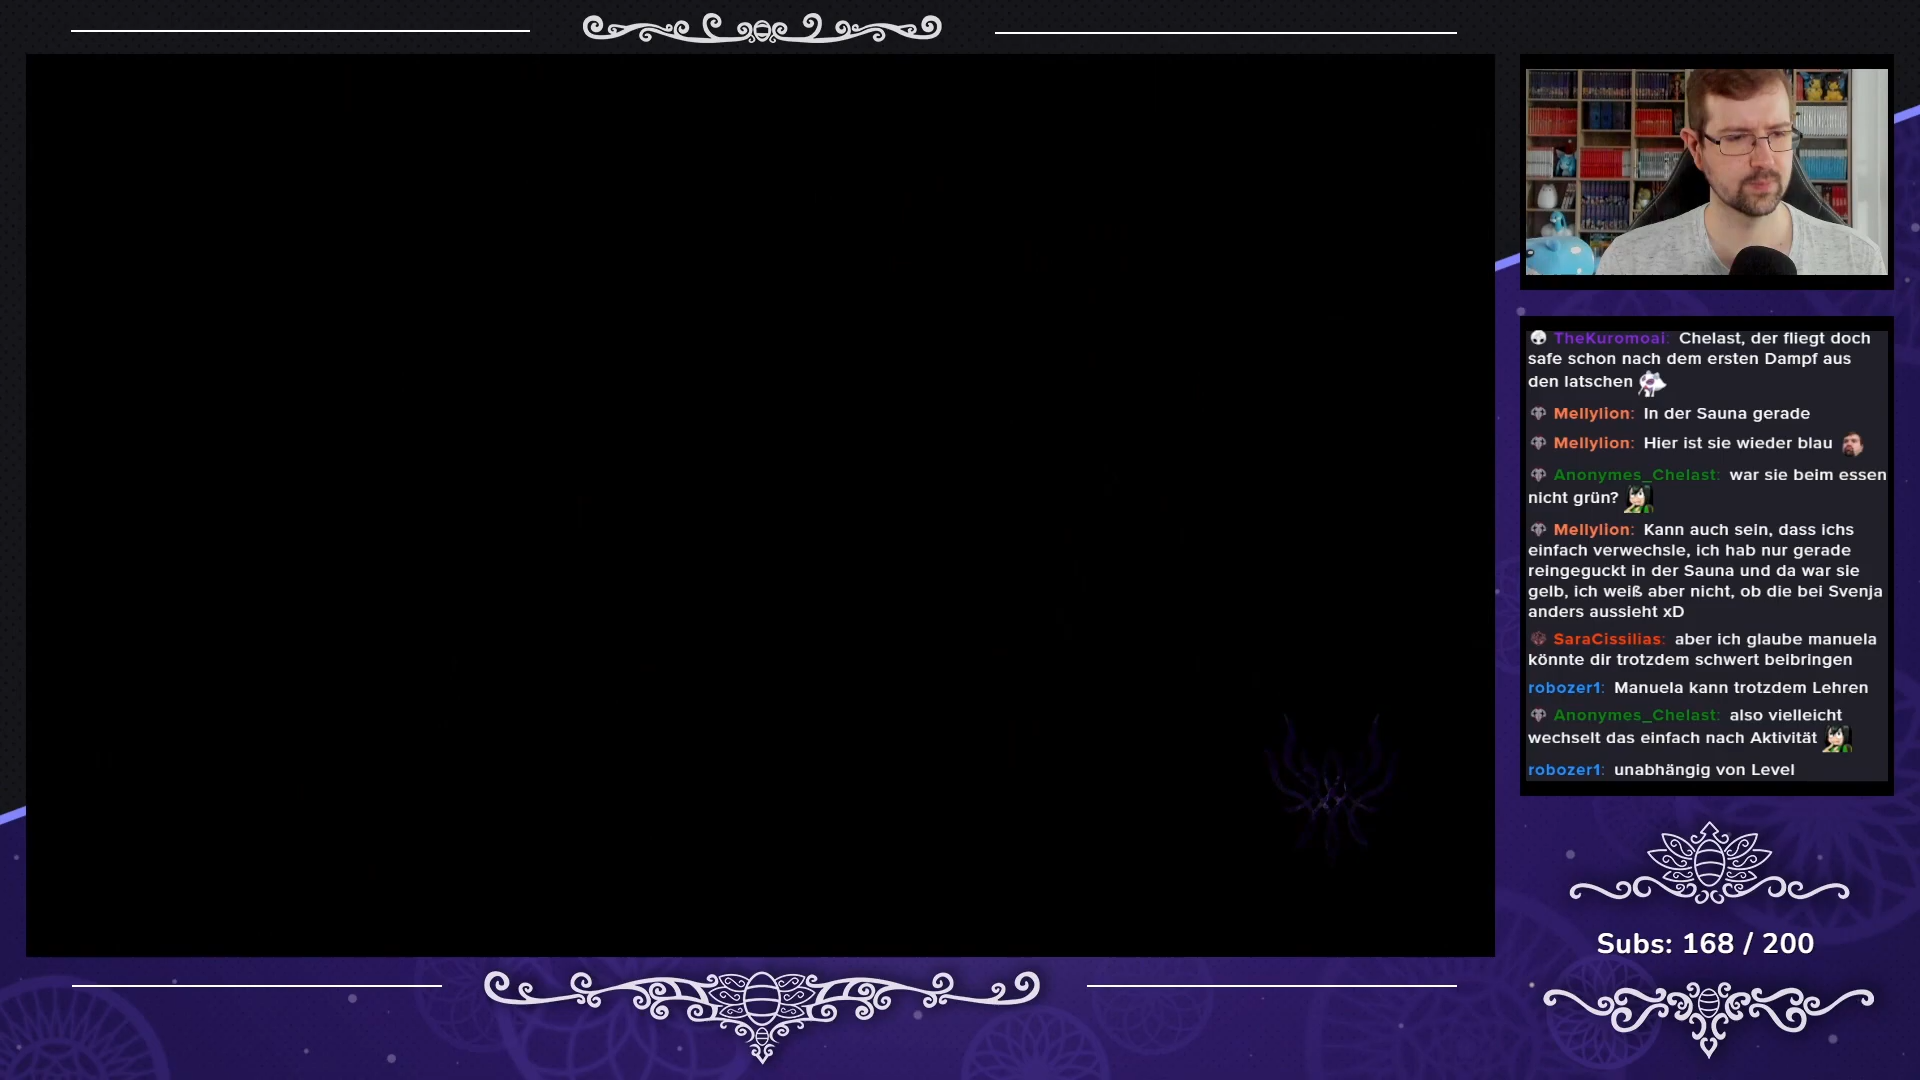 TheKuromoai: Chelast, der fliegt doch
safe schon nach dem ersten Dampf aus
den latschen
Mellylion: In der Sauna gerade
Mellylion: Hier ist sie wieder blau
Anonymes_Chelast: war sie beim essen
nicht grün?
Mellylion: Kann auch sein, dass ichs
einfach verwechsle, ich hab nur gerade
reingeguckt in der Sauna und da war sie
gelb, ich weiß aber nicht, ob die bei Svenja
anders aussieht xD
SaraCissilias: aber ich glaube manuela
könnte dir trotzdem schwert beibringen
robozer1: Manuela kann trotzdem Lehren
Anonymes_Chelast: also vielleicht
wechselt das einfach nach Aktivität
robozer1: unabhängig von Level
Subs: 168 / 200